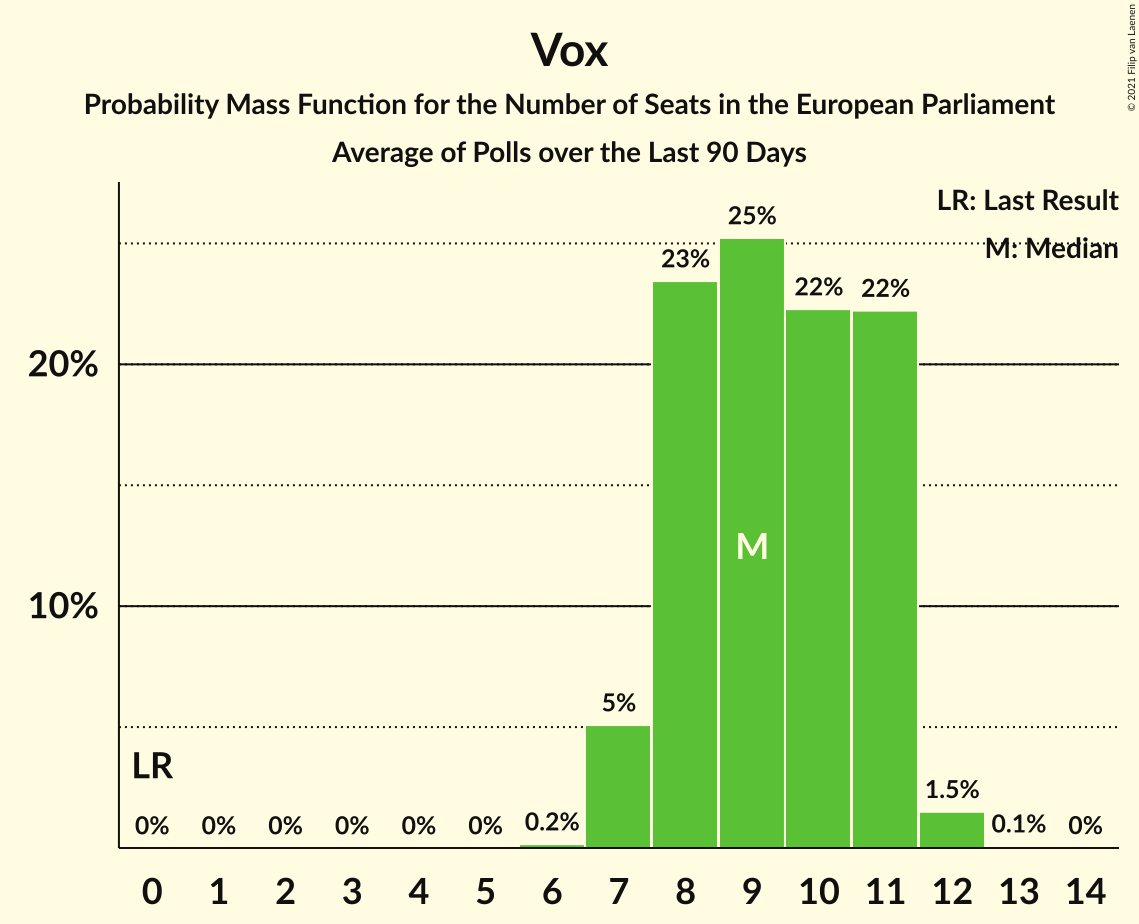 Vox
Probability Mass Function for the Number of Seats in the European Parliament
Average of Polls over the Last 90 Days
© 2021 Filip van Laenen
LR: Last Result
M: Median
25%
23%
22%
22%
20%
M
10%
5%
LR
1.5%
0%
0%
0%
0%
0%
0%
0.2%
0.1%
0%
0 1 2 3 4 5 6 7 8 9 10 11 12 13 14